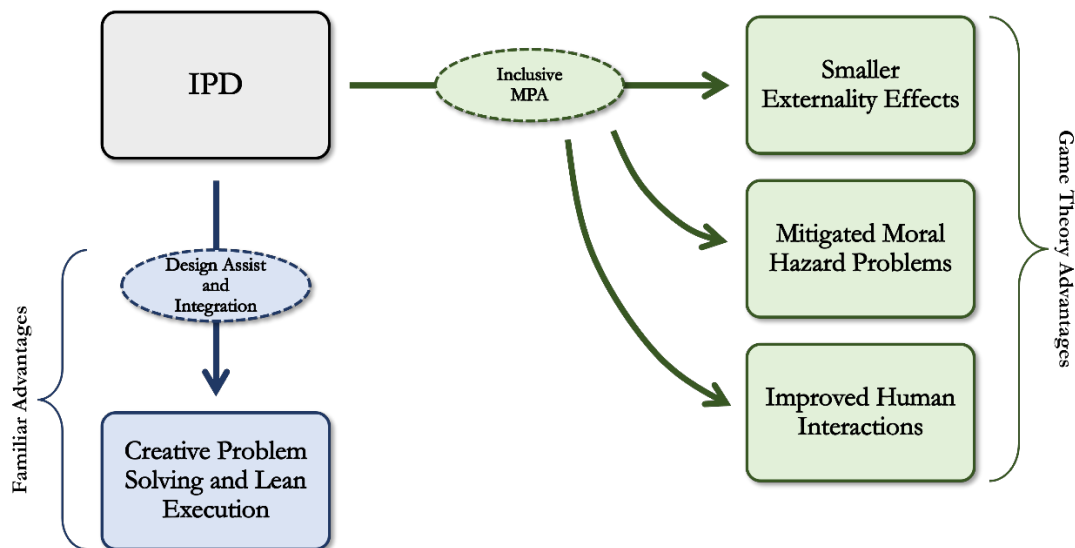 IPD
Inclusive
MPA
Smaller
Externality Effects
Mitigated Moral
Hazard Problems
Improved Human
Interactions
Game Theory Advantages
Design Assist
and
Integration
Creative Problem
Solving and Lean
Execution
Familiar Advantages